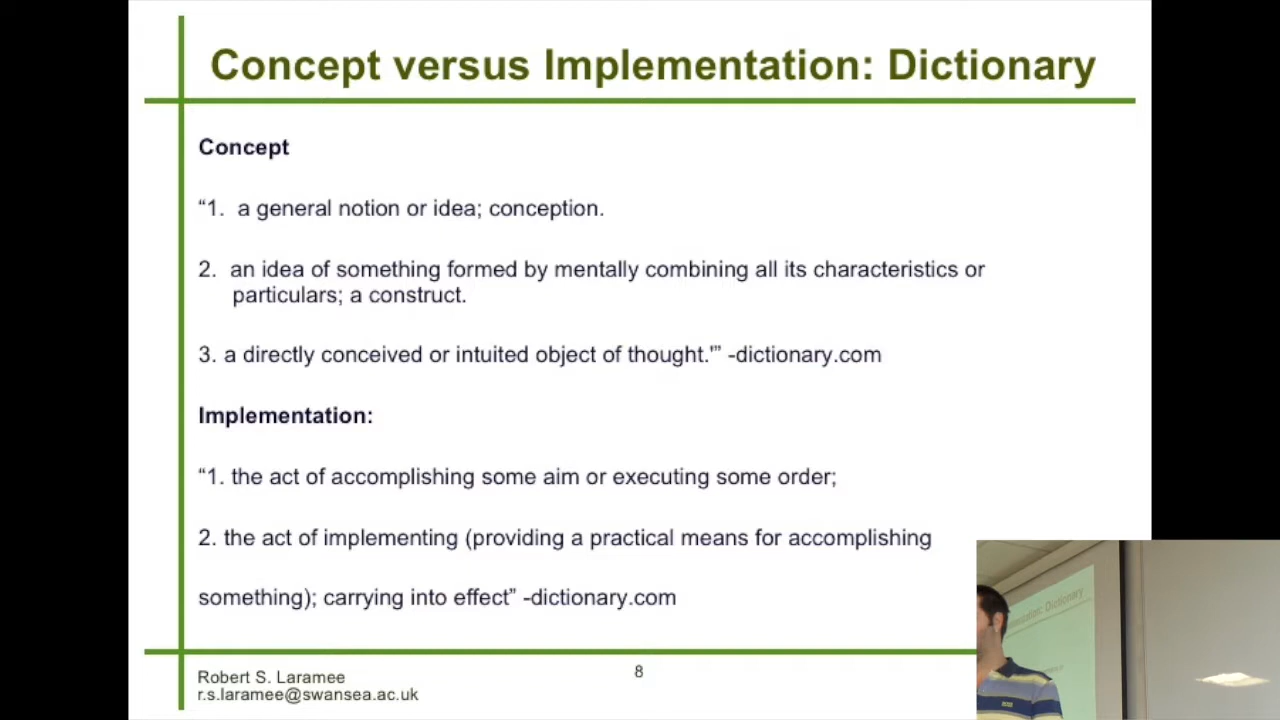 Concept versus Implementation: Dictionary
Concept
“1. a general notion or idea; conception.
2. an idea of something formed by mentally combining all its characteristics or
particulars; a construct.
3. a directly conceived or intuited object of thought.'” -dictionary.com
Implementation:
“1. the act of accomplishing some aim or executing some order;
2. the act of implementing (providing a practical means for accomplishing
something); carrying into effect” -dictionary.com
Robert S. Laramee
r.s.laramee@swansea.ac.uk
8
Dictionary